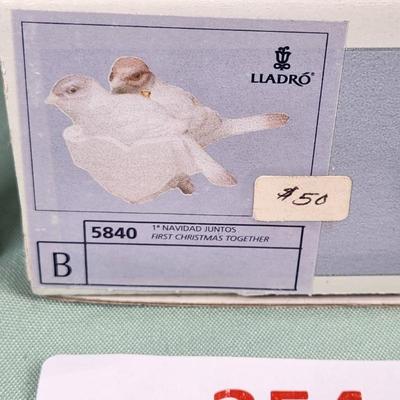 LLADRÓ®
$50
5840
1ª NAVIDAD JUNTOS
FIRST CHRISTMAS TOGETHER
B